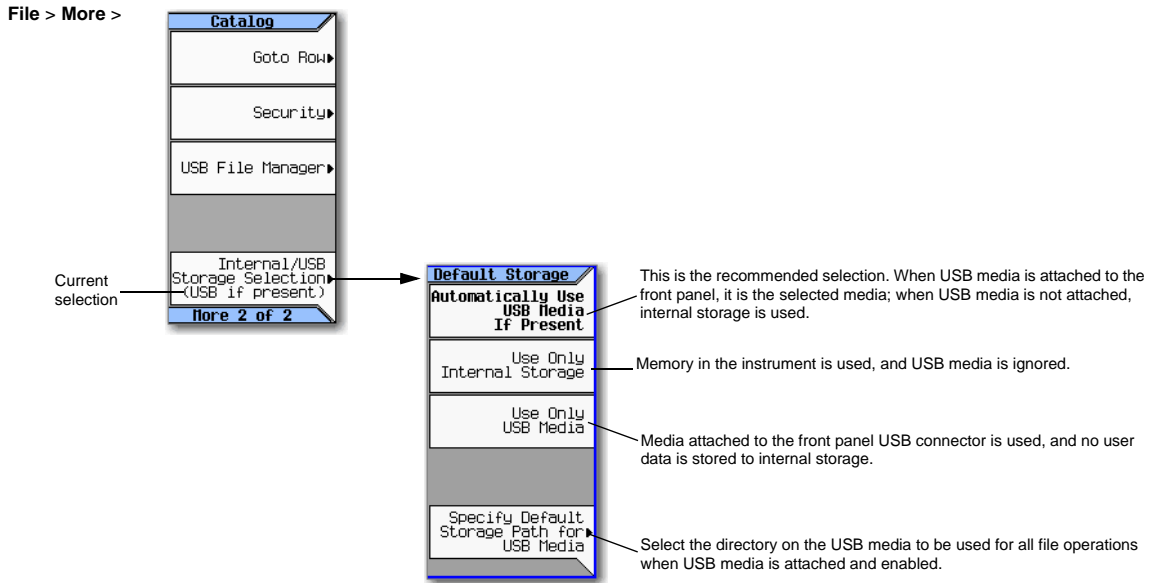 File > More >
Catalog
Goto Row
Security
USB File Manager
Internal/USB
Storage Selection
(USB if present)
More 2 of 2
Current
selection
Default Storage
Automatically Use
USB Media
If Present
This is the recommended selection. When USB media is attached to the
front panel, it is the selected media; when USB media is not attached,
internal storage is used.
Use Only
Internal Storage
Memory in the instrument is used, and USB media is ignored.
Use Only
USB Media
Media attached to the front panel USB connector is used, and no user
data is stored to internal storage.
Specify Default
Storage Path for
USB Media
Select the directory on the USB media to be used for all file operations
when USB media is attached and enabled.